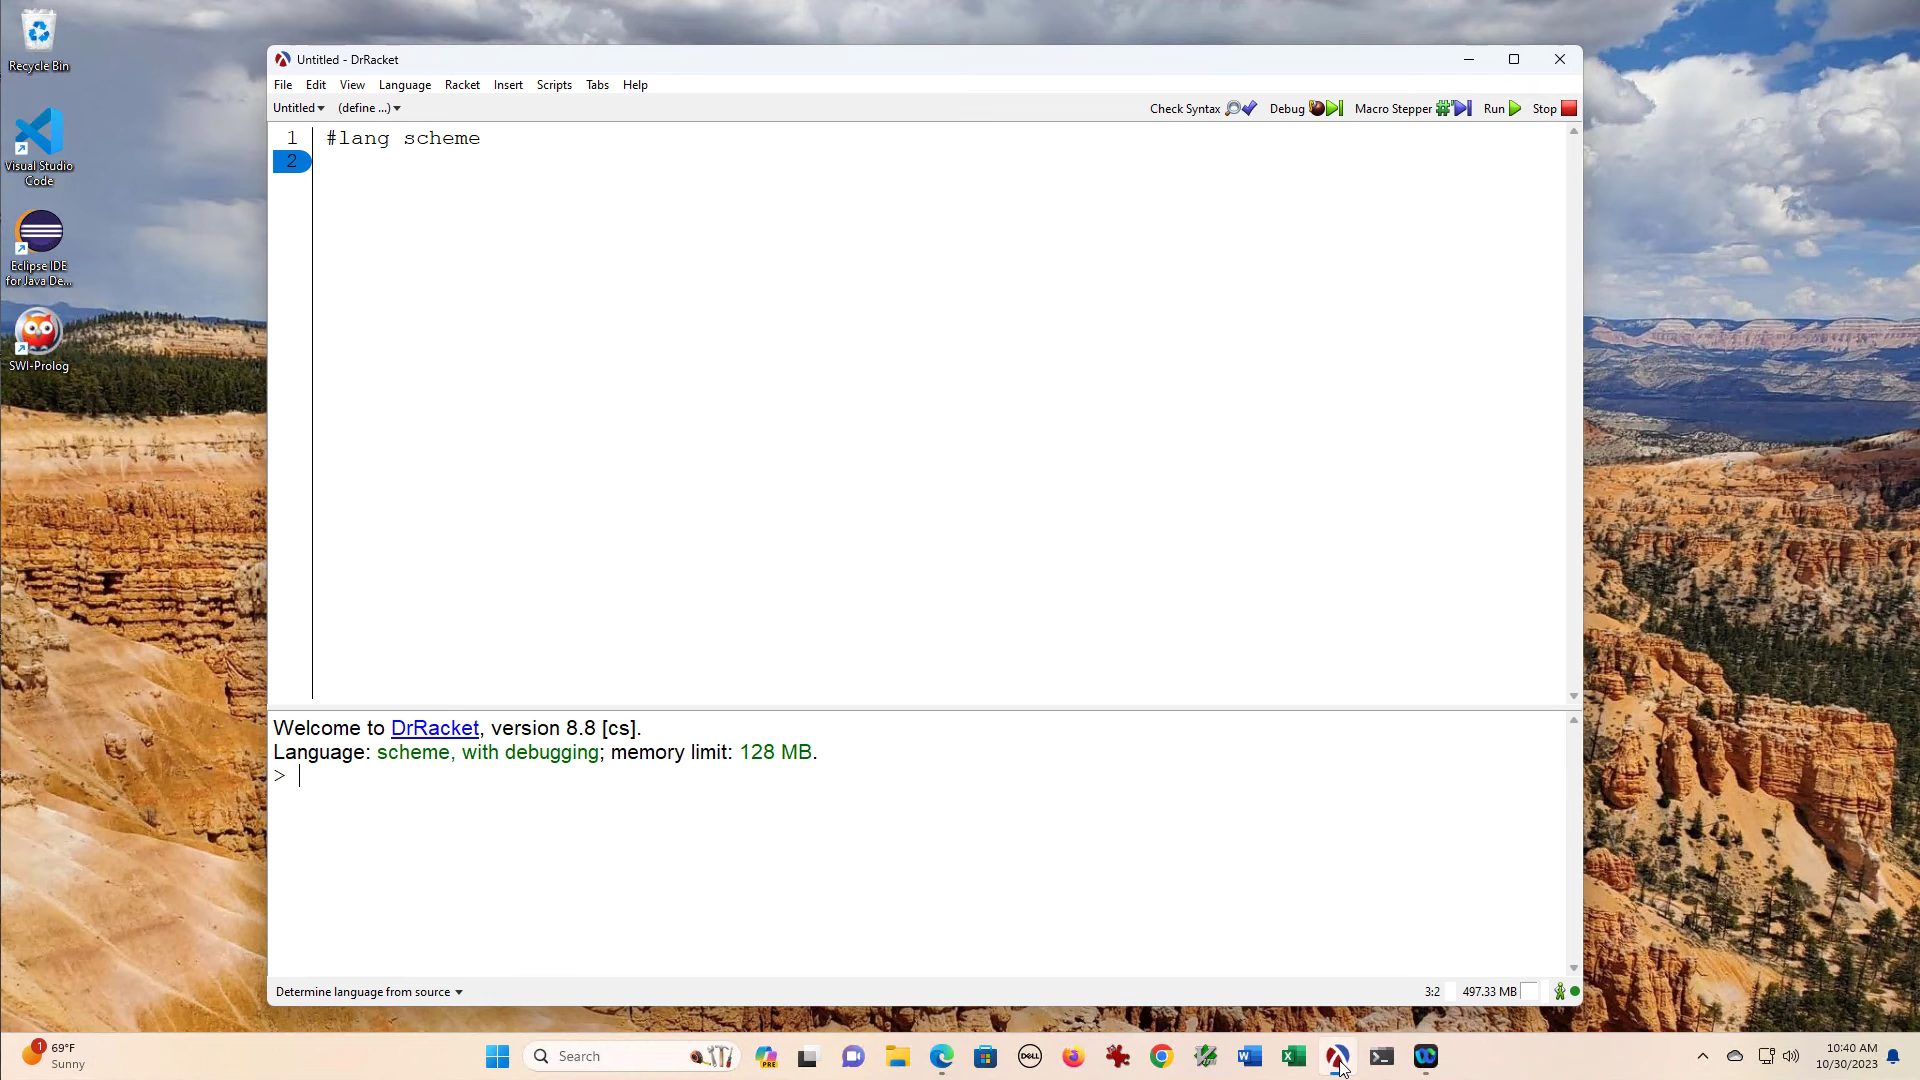 Recycle Bin
Visual Studio
Code
Eclipse IDE
for Java De...
SWI-Prolog
Untitled - DrRacket
File Edit View Language Racket Insert Scripts Tabs Help
Untitled (define ...) Check Syntax Debug Macro Stepper Run Stop
1 #lang scheme
2
Welcome to DrRacket, version 8.8 [cs].
Language: scheme, with debugging; memory limit: 128 MB.
>
Determine language from source 3:2 497.33 MB
1 69°F
Sunny
Search
PRE
DELL
10:40 AM
10/30/2023